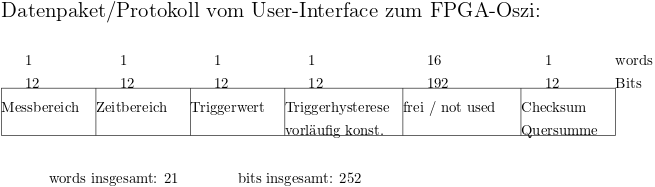 Datenpaket/Protokoll vom User-Interface zum FPGA-Oszi:
1 1 1 1 16 1 words
12 12 12 12 192 12 Bits
Messbereich Zeitbereich Triggerwert Triggerhysterese frei / not used Checksum
vorläufig konst. Quersumme
words insgesamt: 21 bits insgesamt: 252